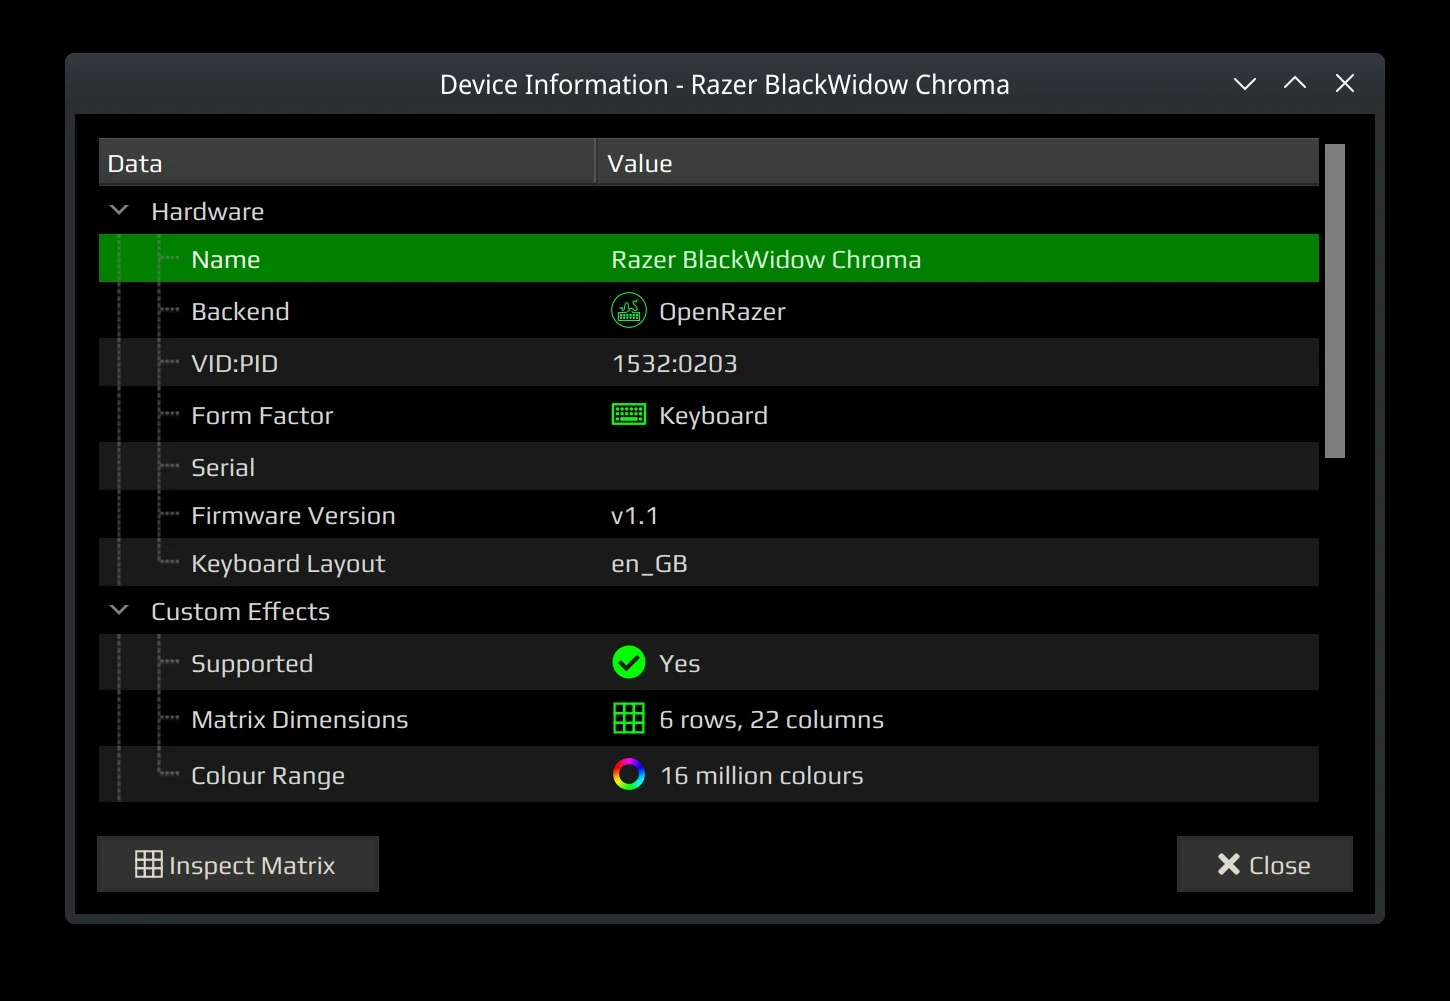 Device Information - Razer BlackWidow Chroma
Data Value
Hardware
Name Razer BlackWidow Chroma
Backend OpenRazer
VID:PID 1532:0203
Form Factor Keyboard
Serial
Firmware Version v1.1
Keyboard Layout en_GB
Custom Effects
Supported Yes
Matrix Dimensions 6 rows, 22 columns
Colour Range 16 million colours
Inspect Matrix Close